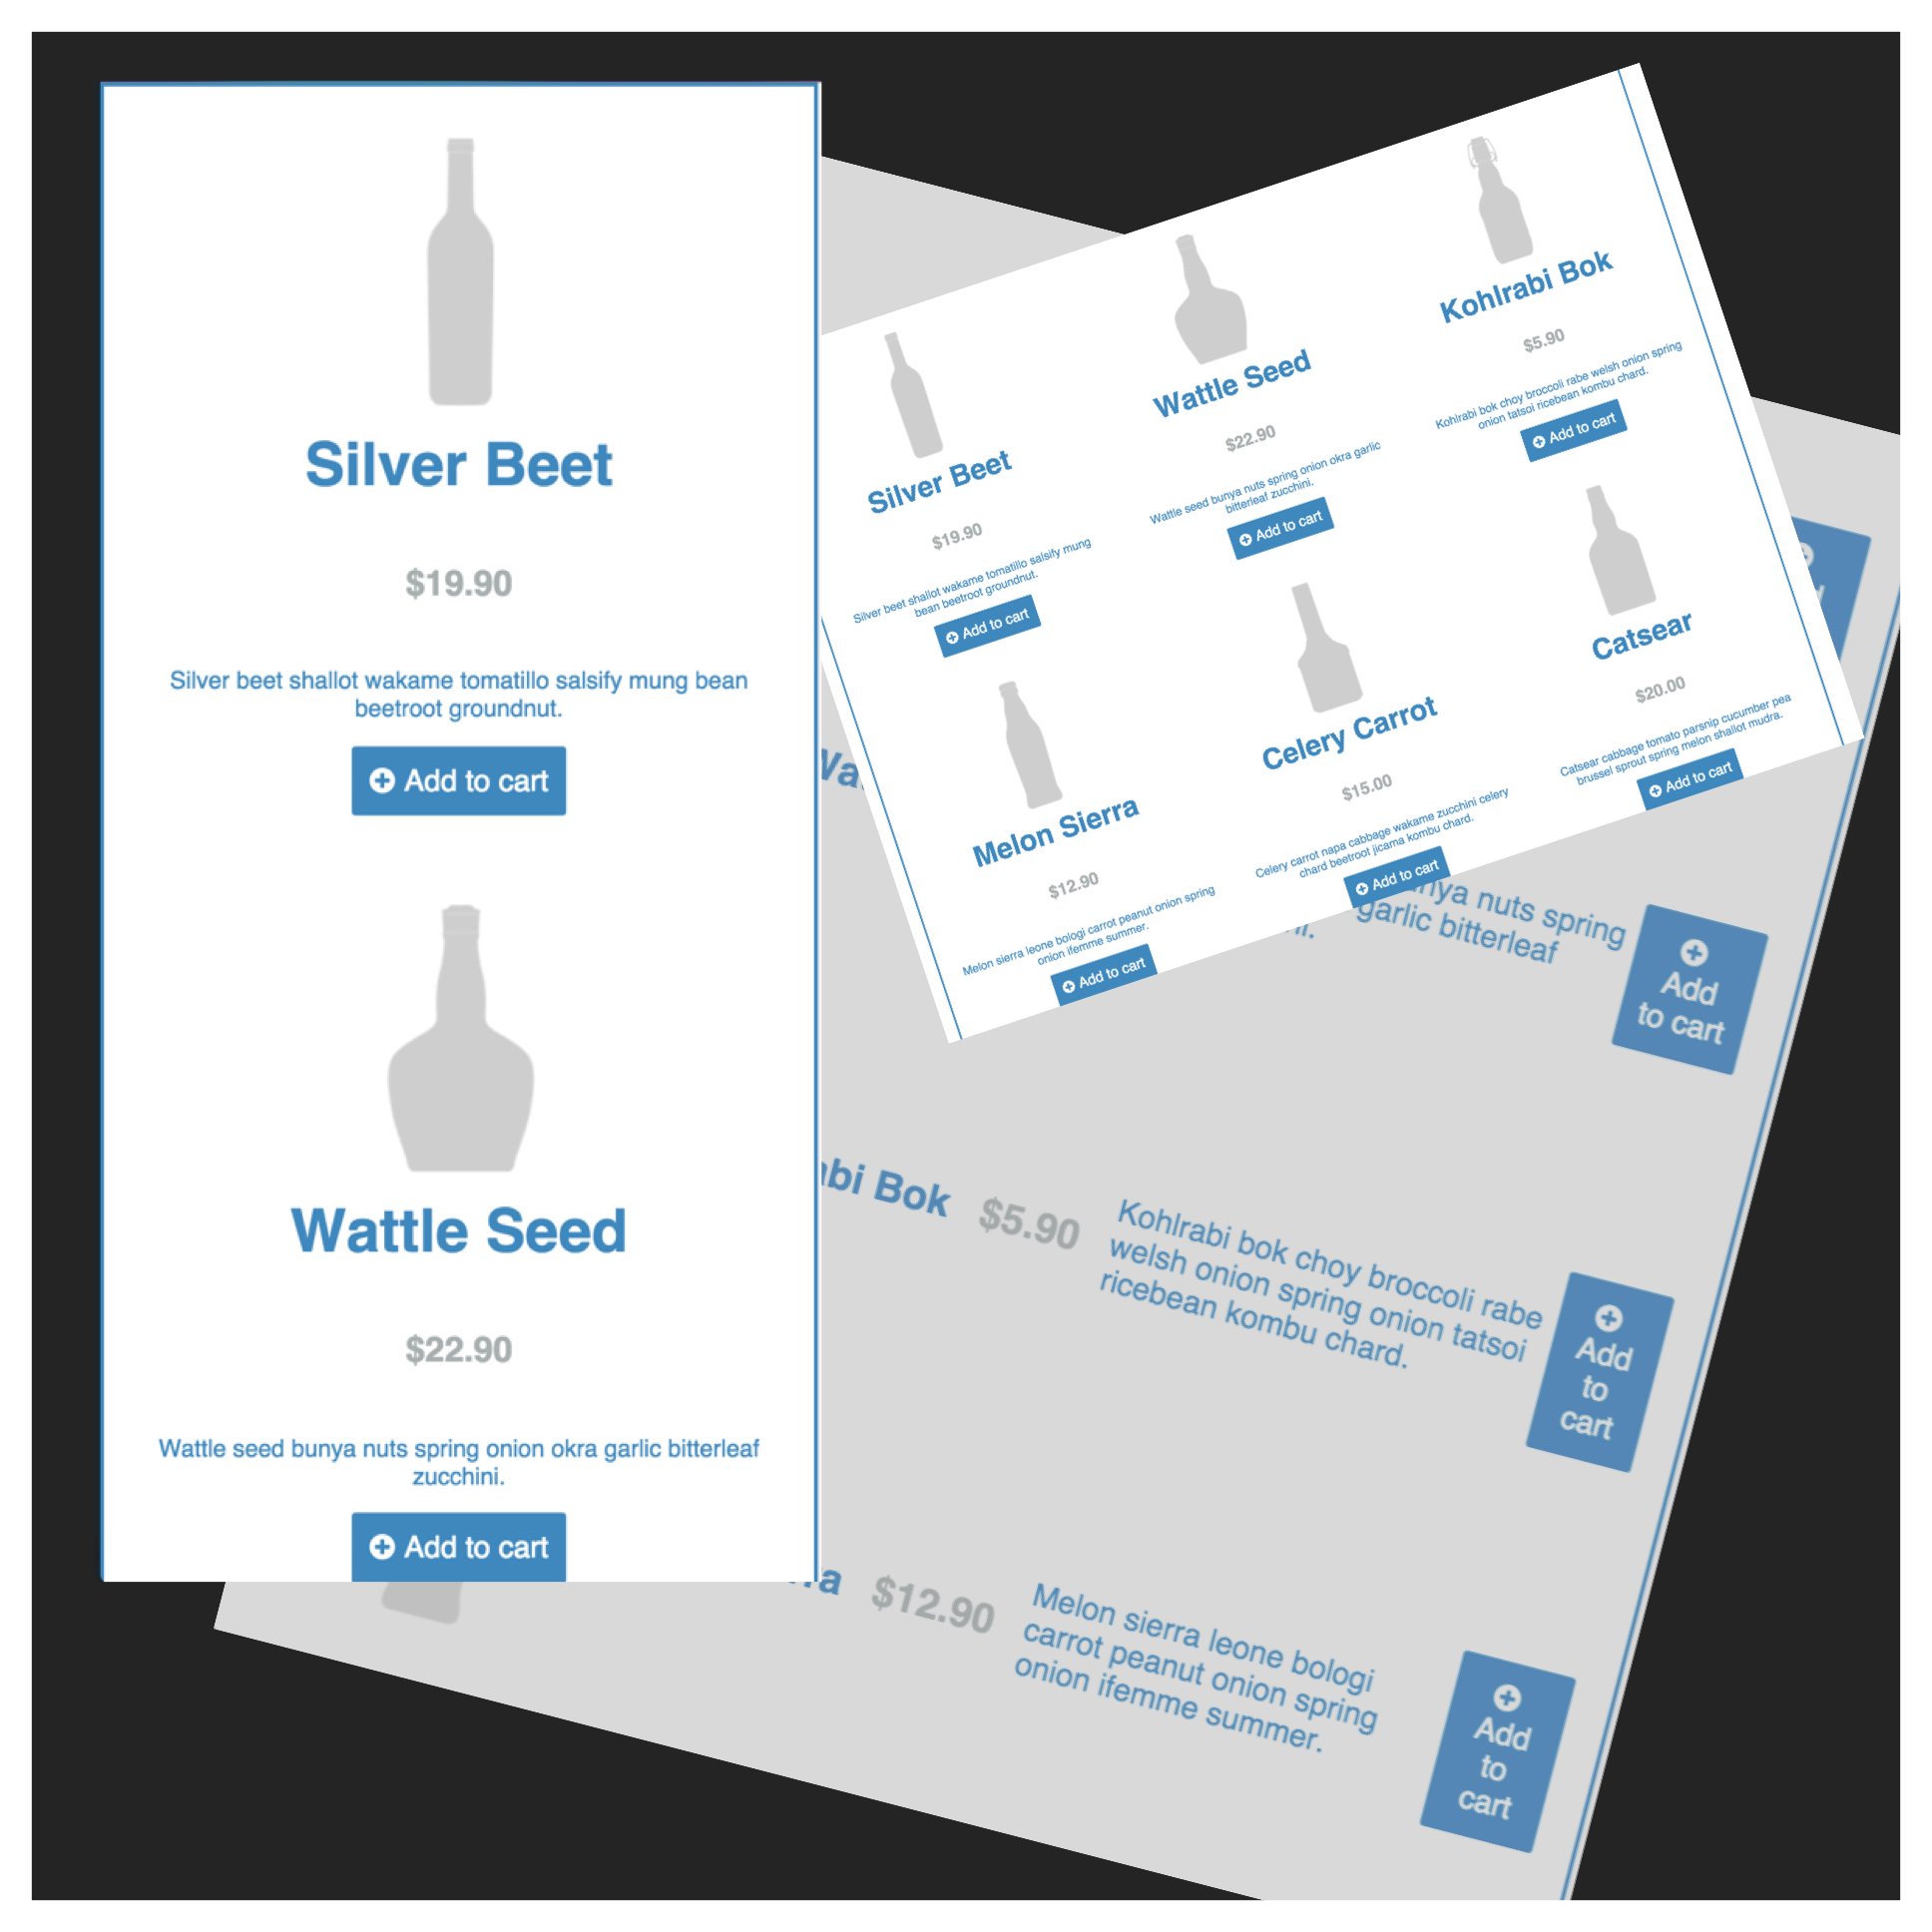 Silver Beet
$19.90
Silver beet shallot wakame tomatillo salsify mung bean
beetroot groundnut.
Add to cart
Wattle Seed
$22.90
Wattle seed bunya nuts spring onion okra garlic bitterleaf
zucchini.
Add to cart
Silver Beet
$19.90
Silver beet shallot wakame tomatillo salsify mung
bean beetroot groundnut.
Add to cart
Wattle Seed
$22.90
Wattle seed bunya nuts spring onion okra garlic
bitterleaf zucchini.
Add to cart
Kohlrabi Bok
$5.90
Kohlrabi bok choy broccoli rabe welsh onion spring
onion tatsoi ricebean kombu chard.
Add to cart
Melon Sierra
$12.90
Melon sierra leone bologi carrot peanut onion spring
onion ifemme summer.
Add to cart
Celery Carrot
$15.00
Celery carrot napa cabbage wakame zucchini celery
chard beetroot jicama kombu chard.
Add to cart
Catsear
$20.00
Catsear cabbage tomato parsnip cucumber pea
brussel sprout spring melon shallot mudra.
Add to cart
nuts spring
garlic bitterleaf
Add
to cart
Bok
$5.90
Kohlrabi bok choy broccoli rabe
welsh onion spring onion tatsoi
ricebean kombu chard.
Add
to
cart
$12.90
Melon sierra leone bologi
carrot peanut onion spring
onion ifemme summer.
Add
to
cart